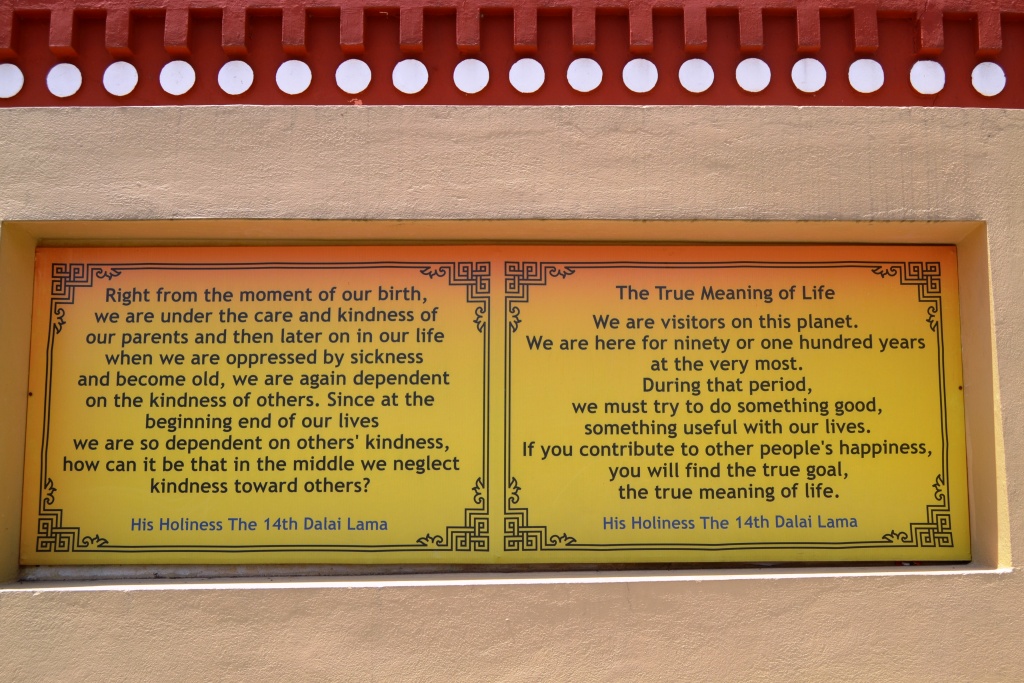 Right from the moment of our birth,
we are under the care and kindness of
our parents and then later on in our life
when we are oppressed by sickness
and become old, we are again dependent
on the kindness of others. Since at the
beginning end of our lives
we are so dependent on others' kindness,
how can it be that in the middle we neglect
kindness toward others?
His Holiness The 14th Dalai Lama
The True Meaning of Life
We are visitors on this planet.
We are here for ninety or one hundred years
at the very most.
During that period,
we must try to do something good,
something useful with our lives.
If you contribute to other people's happiness,
you will find the true goal,
the true meaning of life.
His Holiness The 14th Dalai Lama